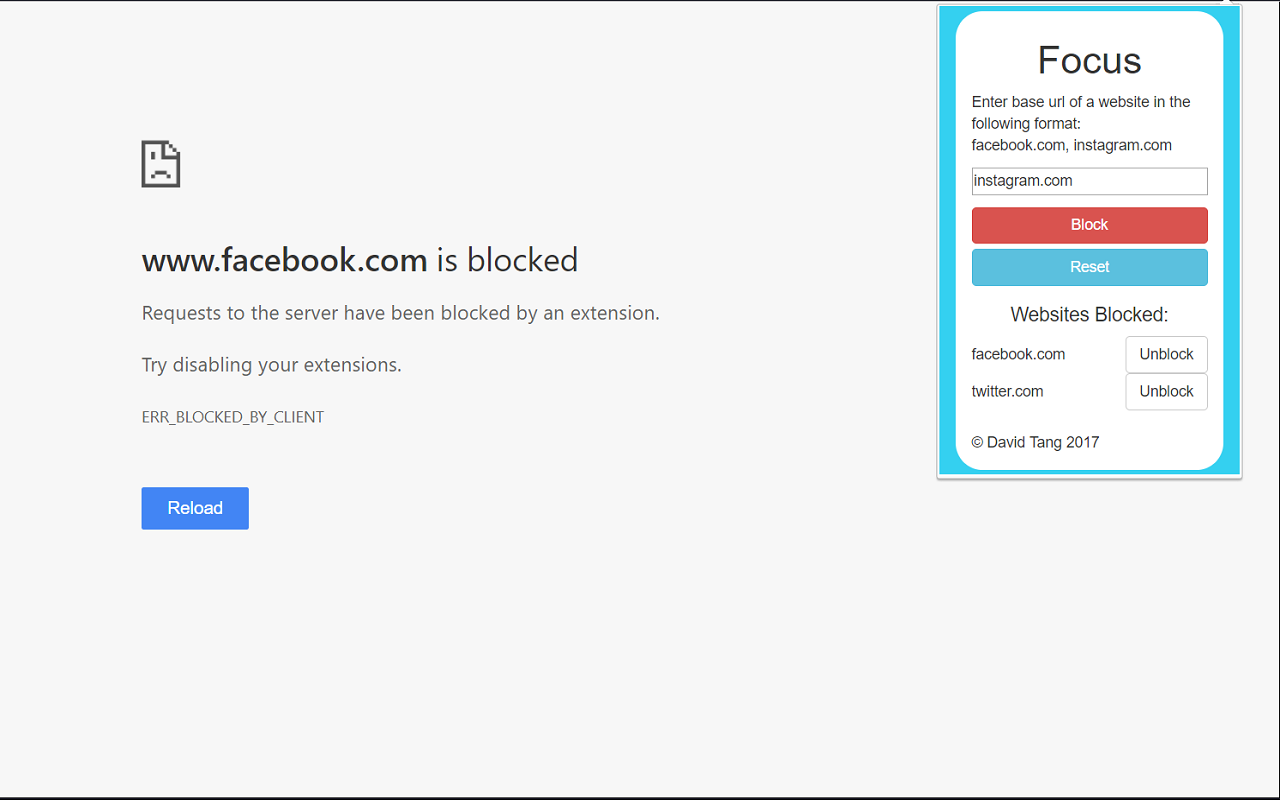 www.facebook.com is blocked
Requests to the server have been blocked by an extension.
Try disabling your extensions.
ERR_BLOCKED_BY_CLIENT
Reload
Focus
Enter base url of a website in the
following format:
facebook.com, instagram.com
instagram.com
Block
Reset
Websites Blocked:
facebook.com Unblock
twitter.com Unblock
© David Tang 2017